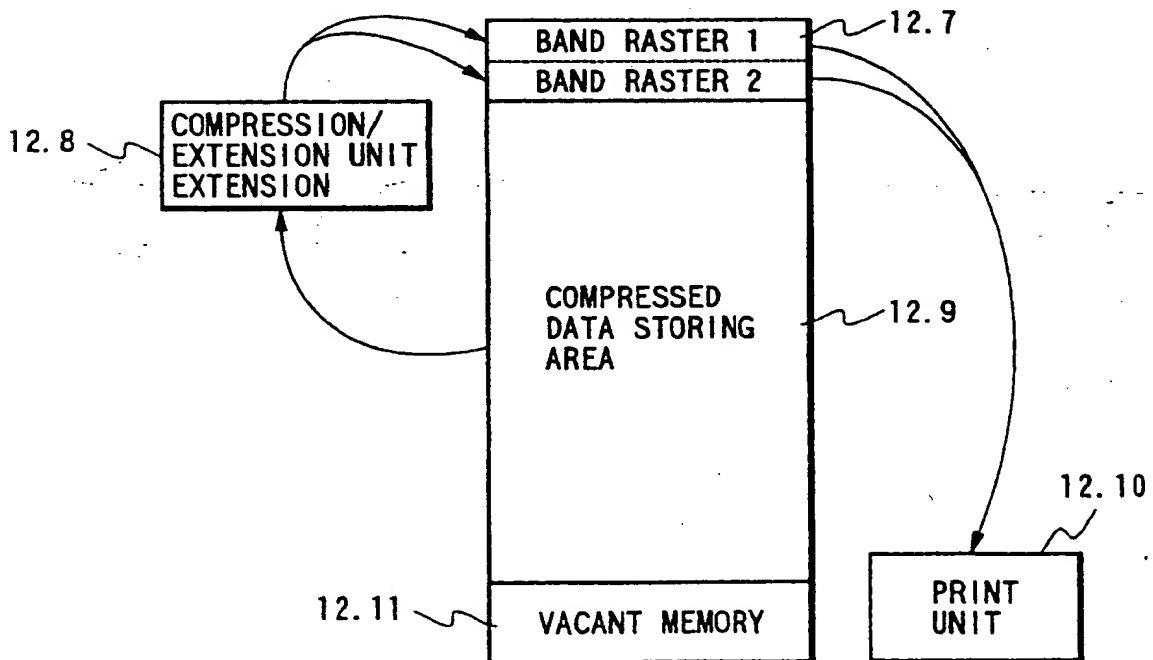 BAND RASTER 1
12.7
BAND RASTER 2
COMPRESSION/
EXTENSION UNIT
EXTENSION
12.8
COMPRESSED
DATA STORING
AREA
12.9
12.10
PRINT
UNIT
12.11
VACANT MEMORY